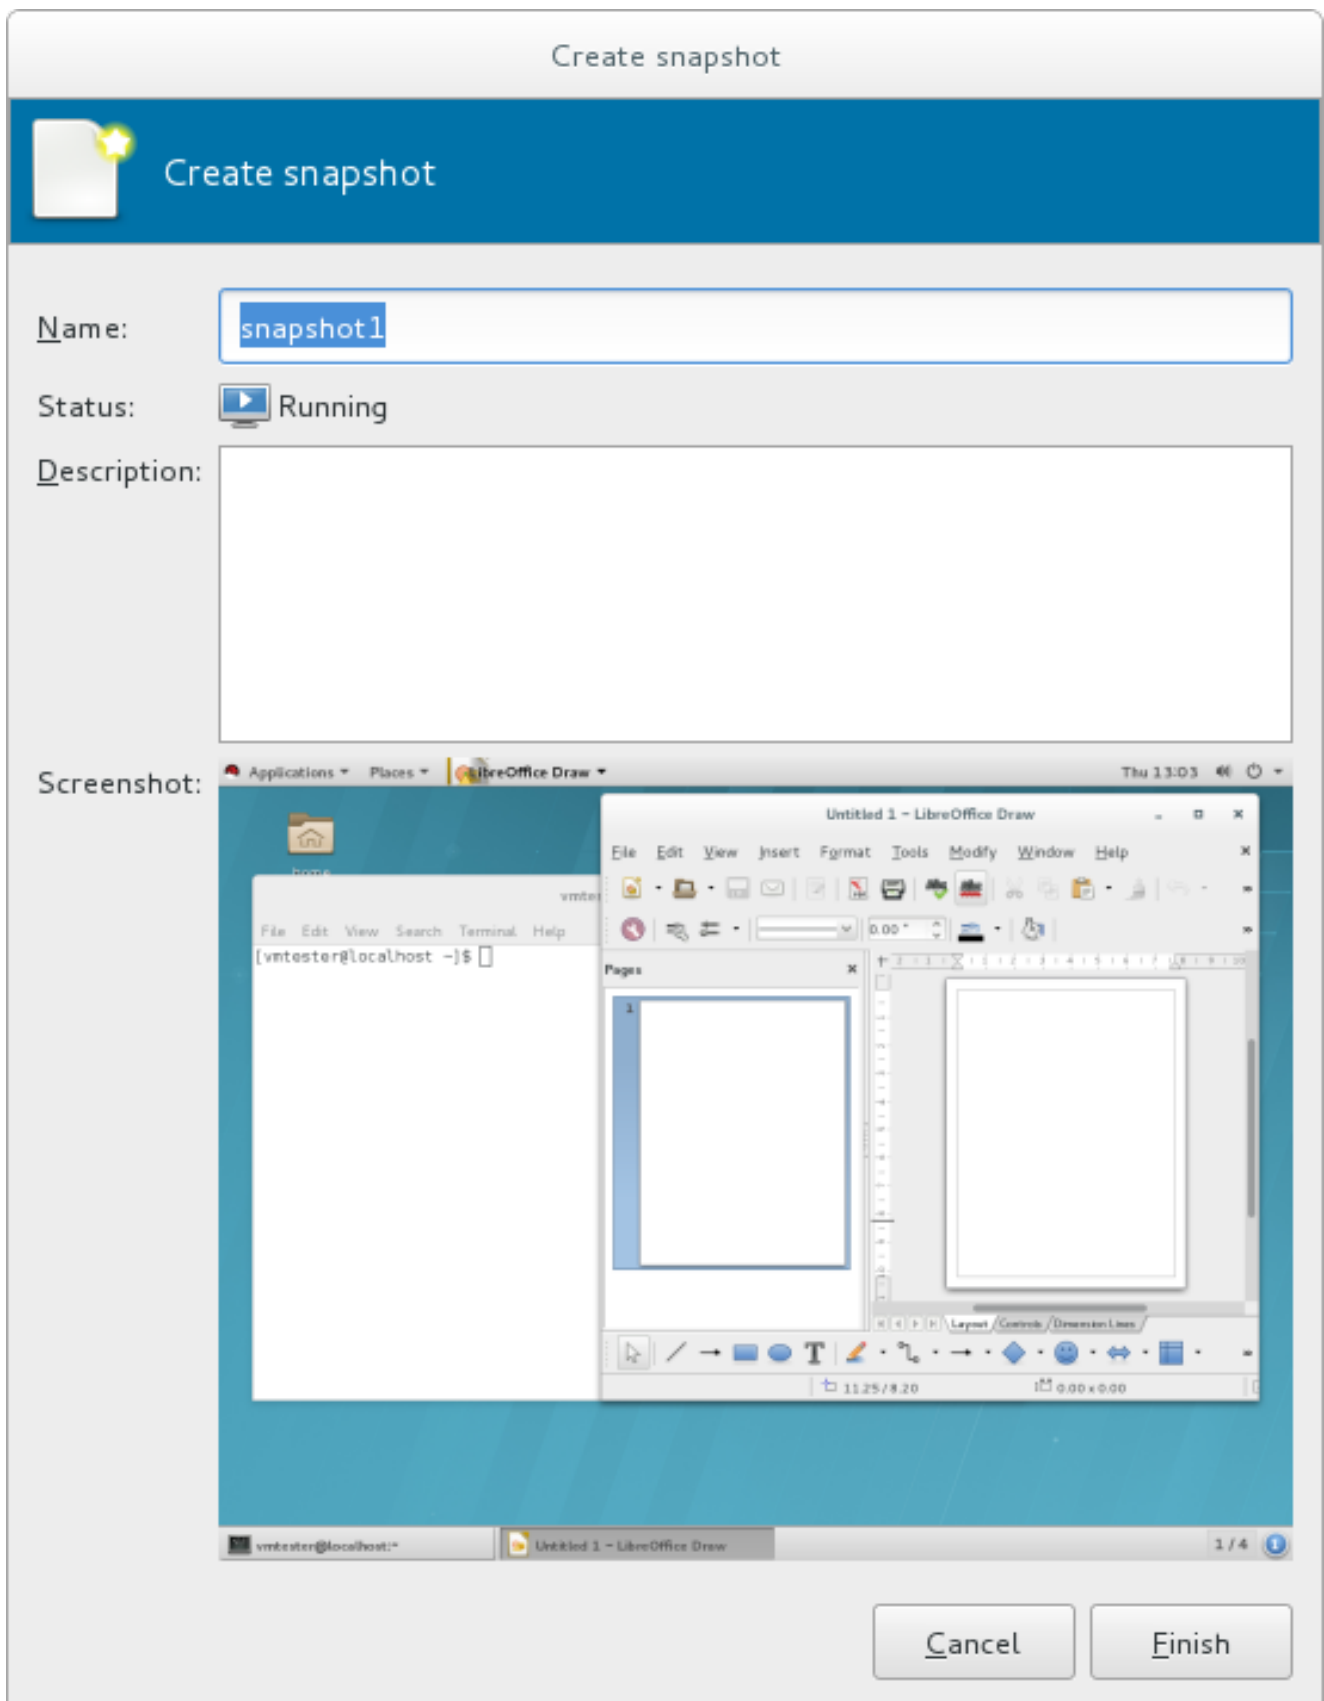 Create snapshot
Create snapshot
Name: snapshot1
Status: Running
Description:
Screenshot:
Applications Places LibreOffice Draw Thu 13:03
home
Untitled 1 - LibreOffice Draw
File Edit View Insert Format Tools Modify Window Help
vmte
0.00"
File Edit View Search Terminal Help
[vmtester@localhost ~]$
Pages
1
Layout Controls Dimension Lines
11.25 / 8.20 0.00 x 0.00
vmtester@localhost:~ Untitled 1 - LibreOffice Draw 1 / 4 1
Cancel Finish